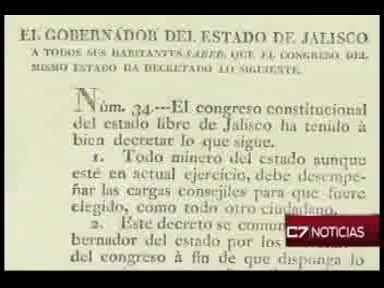 EL GOBERNADOR DEL ESTADO DE JALISCO
A TODOS SUS HABITANTES SABED, QUE EL CONGRESO DEL
MISMO ESTADO HA DECRETADO LO SIGUIENTE.
Núm. 34.---El congreso constitucional
del estado libre de Jalisco ha tenido à
bien decretar lo que sigue.
1. Todo minero del estado aunque
esté en actual ejercicio, debe desempe-
ñar las cargas consejiles para que fuere
elegido, como todo otro ciudadano.
2. Este decreto se comu
bernador del estado por los
del congreso à fin de que disponga lo
C7 NOTICIAS